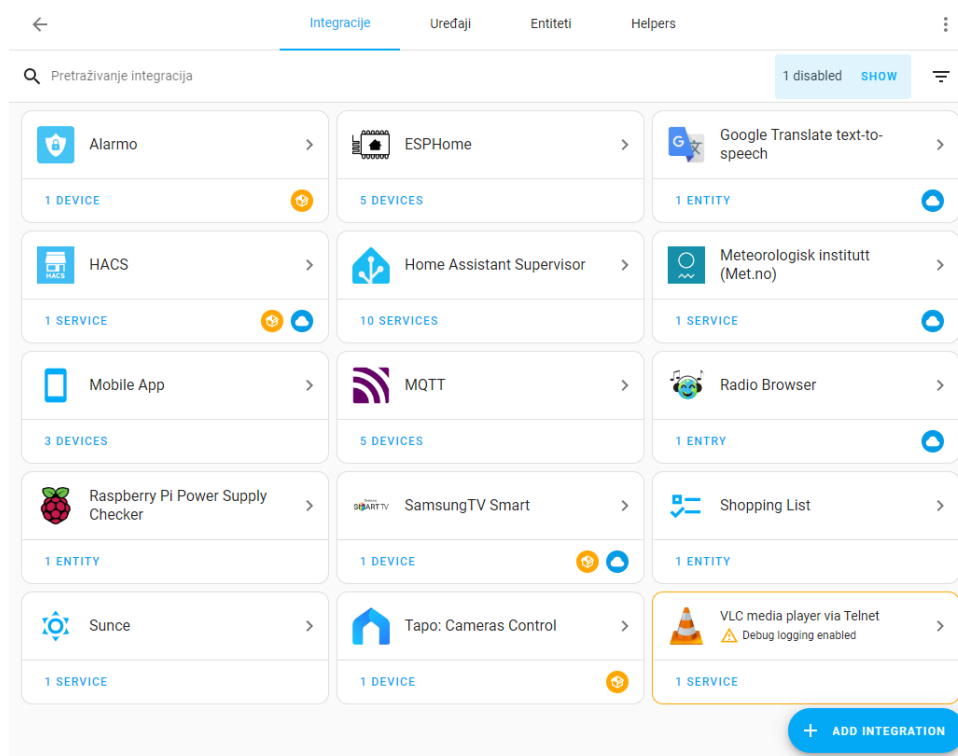 Integracije Uređaji Entiteti Helpers
Pretraživanje integracija 1 disabled SHOW
Alarmo
1 DEVICE
ESPHome
5 DEVICES
G 文
Google Translate text-to-
speech
1 ENTITY
HACS
HACS
1 SERVICE
Home Assistant Supervisor
10 SERVICES
Meteorologisk institutt
(Met.no)
1 SERVICE
Mobile App
3 DEVICES
MQTT
5 DEVICES
Radio Browser
1 ENTRY
Raspberry Pi Power Supply
Checker
1 ENTITY
SMART TV
SamsungTV Smart
1 DEVICE
Shopping List
1 ENTITY
Sunce
1 SERVICE
Tapo: Cameras Control
1 DEVICE
VLC media player via Telnet
Debug logging enabled
1 SERVICE
ADD INTEGRATION